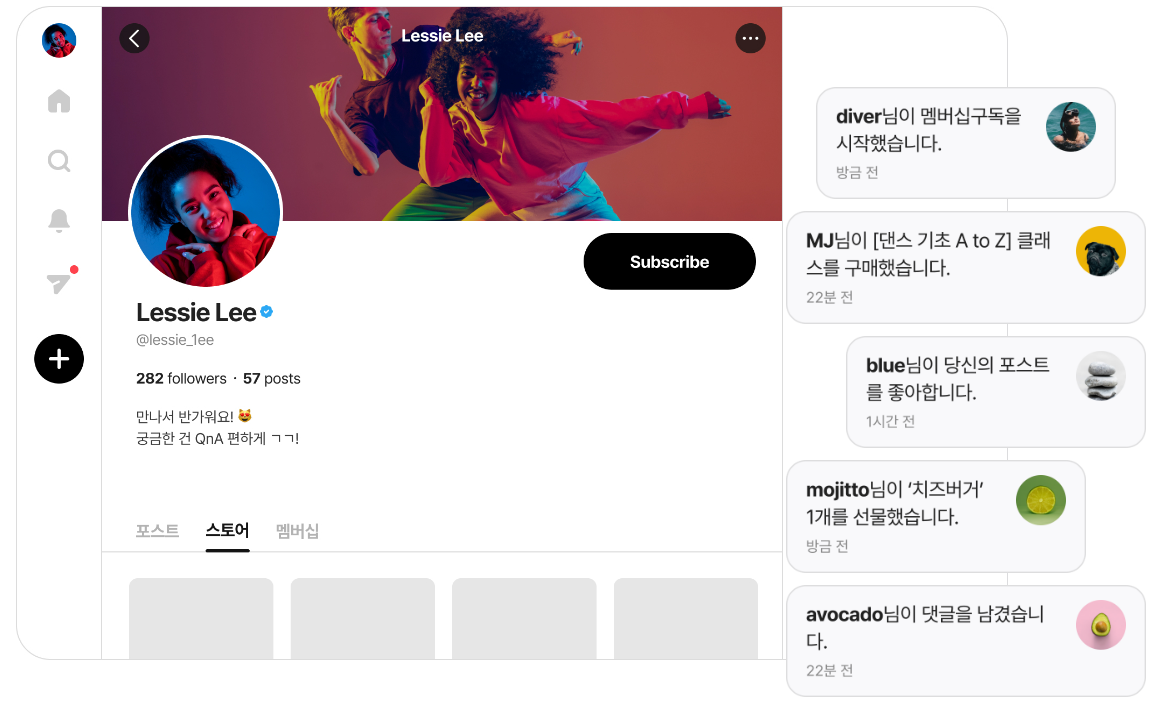 Lessie Lee
Subscribe
Lessie Lee
@lessie_1ee
282 followers · 57 posts
만나서 반가워요! 😻
궁금한 건 QnA 편하게 ㄱㄱ!
포스트 스토어 멤버십
diver님이 멤버십구독을
시작했습니다.
방금 전
MJ님이 [댄스 기초 A to Z] 클래
스를 구매했습니다.
22분 전
blue님이 당신의 포스트
를 좋아합니다.
1시간 전
mojitto님이 ‘치즈버거’
1개를 선물했습니다.
방금 전
avocado님이 댓글을 남겼습니
다.
22분 전